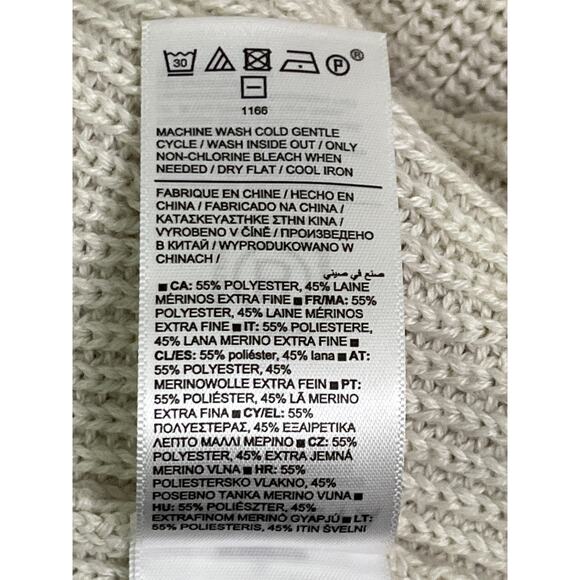 30 P ®
1166
MACHINE WASH COLD GENTLE
CYCLE / WASH INSIDE OUT / ONLY
NON-CHLORINE BLEACH WHEN
NEEDED / DRY FLAT / COOL IRON
FABRIQUE EN CHINE / HECHO EN
CHINA / FABRICADO NA CHINA /
ΚΑΤΑΣΚΕΥΑΣΤΗΚΕ ΣΤΗΝ ΚΙΝΑ /
VYROBENO V ČÍNĚ / ПРОИЗВЕДЕНО
В КИТАЙ / WYPRODUKOWANO W
CHINACH /
صنع في صيني
■ CA: 55% POLYESTER, 45% LAINE
MÉRINOS EXTRA FINE ■ FR/MA: 55%
POLYESTER, 45% LAINE MÉRINOS
EXTRA FINE ■ IT: 55% POLIESTERE,
45% LANA MERINO EXTRA FINE ■
CL/ES: 55% poliéster, 45% lana ■ AT:
55% POLYESTER, 45%
MERINOWOLLE EXTRA FEIN ■ PT:
55% POLIÉSTER, 45% LÃ MERINO
EXTRA FINA ■ CY/EL: 55%
ΠΟΛΥΕΣΤΕΡΑΣ, 45% ΕΞΑΙΡΕΤΙΚΑ
ΛΕΠΤΟ ΜΑΛΛΙ ΜΕΡΙΝΟ ■ CZ: 55%
POLYESTER, 45% EXTRA JEMNÁ
MERINO VLNA ■ HR: 55%
POLIESTERSKO VLAKNO, 45%
POSEBNO TANKA MERINO VUNA ■
HU: 55% POLIÉSZTER, 45%
EXTRAFINOM MERINÓ GYAPJÚ ■ LT:
55% POLIESTERIS, 45% ITIN ŠVELNI